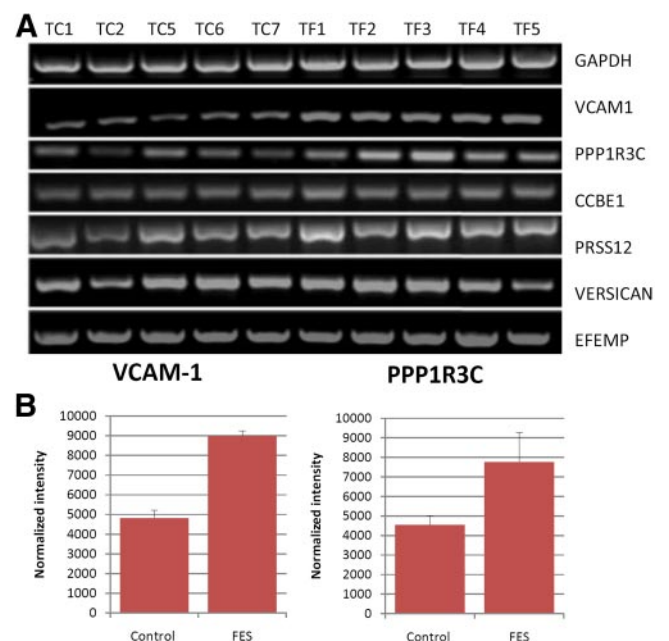 A
TC1 TC2 TC5 TC6 TC7 TF1 TF2 TF3 TF4 TF5
GAPDH
VCAM1
PPP1R3C
CCBE1
PRSS12
VERSICAN
EFEMP
B
VCAM-1
PPP1R3C
Normalized intensity
10000
9000
8000
7000
6000
5000
4000
3000
2000
1000
0
Control FES
Normalized intensity
10000
9000
8000
7000
6000
5000
4000
3000
2000
1000
0
Control FES